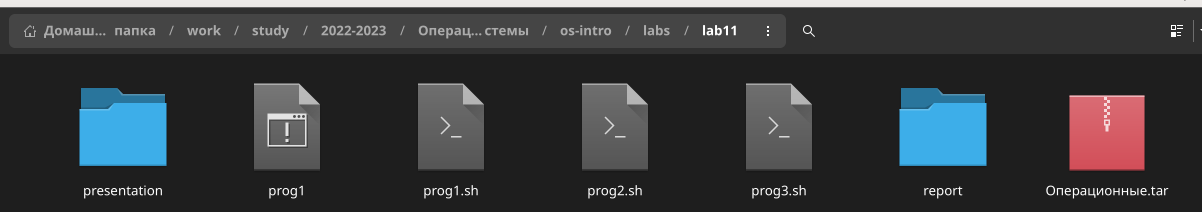 Домаш... папка / work / study / 2022-2023 / Операц...стемы / os-intro / labs / lab11
presentation prog1 prog1.sh prog2.sh prog3.sh report Операционные.tar